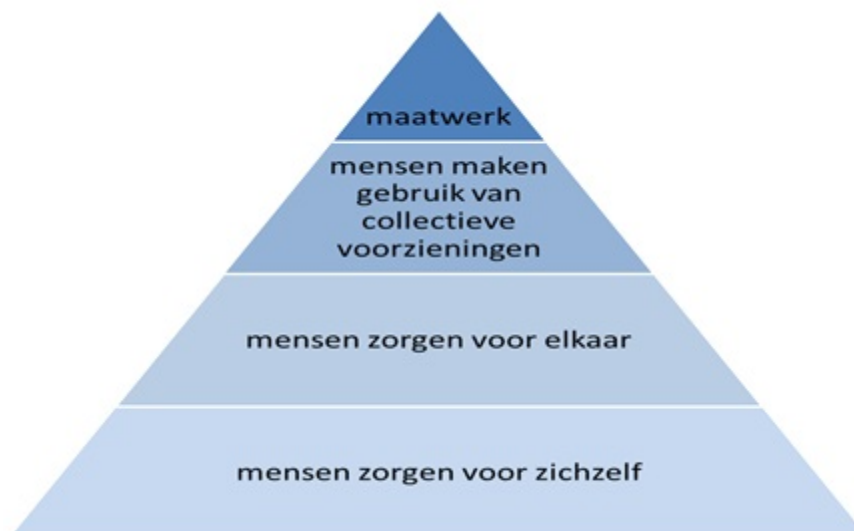 maatwerk
mensen maken
gebruik van
collectieve
voorzieningen
mensen zorgen voor elkaar
mensen zorgen voor zichzelf